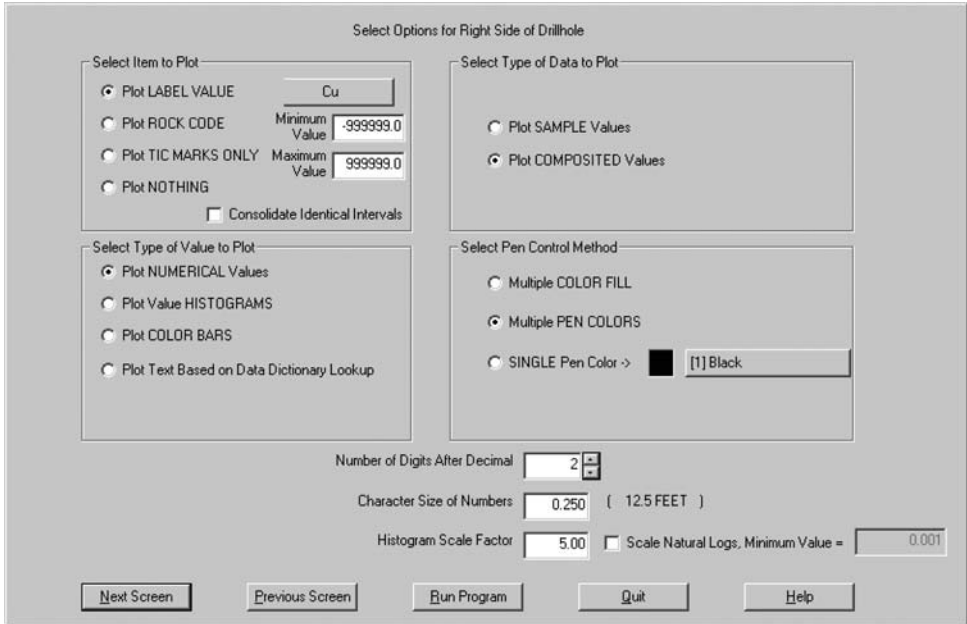 Select Options for Right Side of Drillhole
Select Item to Plot
Plot LABEL VALUE
Cu
Plot ROCK CODE
Minimum
Value
-999999.0
Plot TIC MARKS ONLY
Maximum
Value
999999.0
Plot NOTHING
Consolidate Identical Intervals
Select Type of Data to Plot
Plot SAMPLE Values
Plot COMPOSITED Values
Select Type of Value to Plot
Plot NUMERICAL Values
Plot Value HISTOGRAMS
Plot COLOR BARS
Plot Text Based on Data Dictionary Lookup
Select Pen Control Method
Multiple COLOR FILL
Multiple PEN COLORS
SINGLE Pen Color -> [1] Black
Number of Digits After Decimal 2
Character Size of Numbers 0.250 ( 12.5 FEET )
Histogram Scale Factor 5.00 Scale Natural Logs, Minimum Value = 0.001
Next Screen Previous Screen Run Program Quit Help